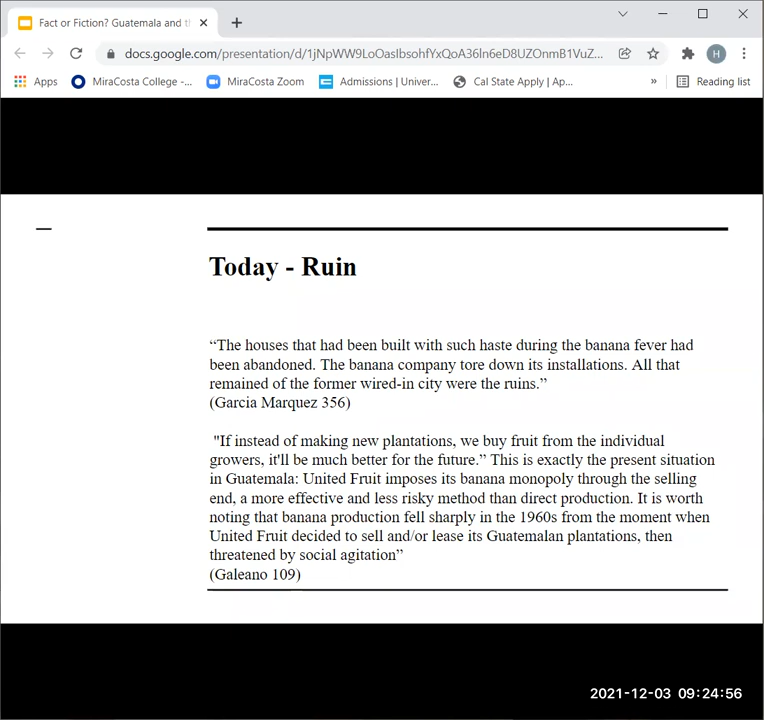 Fact or Fiction? Guatemala and th
docs.google.com/presentation/d/1jNpWW9LoOaslbsohfYxQoA36ln6eD8UZOnmB1VuZ...
H
Apps MiraCosta College -... MiraCosta Zoom Admissions | Univer... Cal State Apply | Ap... » Reading list
Today - Ruin
“The houses that had been built with such haste during the banana fever had
been abandoned. The banana company tore down its installations. All that
remained of the former wired-in city were the ruins.”
(Garcia Marquez 356)
"If instead of making new plantations, we buy fruit from the individual
growers, it'll be much better for the future.” This is exactly the present situation
in Guatemala: United Fruit imposes its banana monopoly through the selling
end, a more effective and less risky method than direct production. It is worth
noting that banana production fell sharply in the 1960s from the moment when
United Fruit decided to sell and/or lease its Guatemalan plantations, then
threatened by social agitation”
(Galeano 109)
2021-12-03 09:24:56